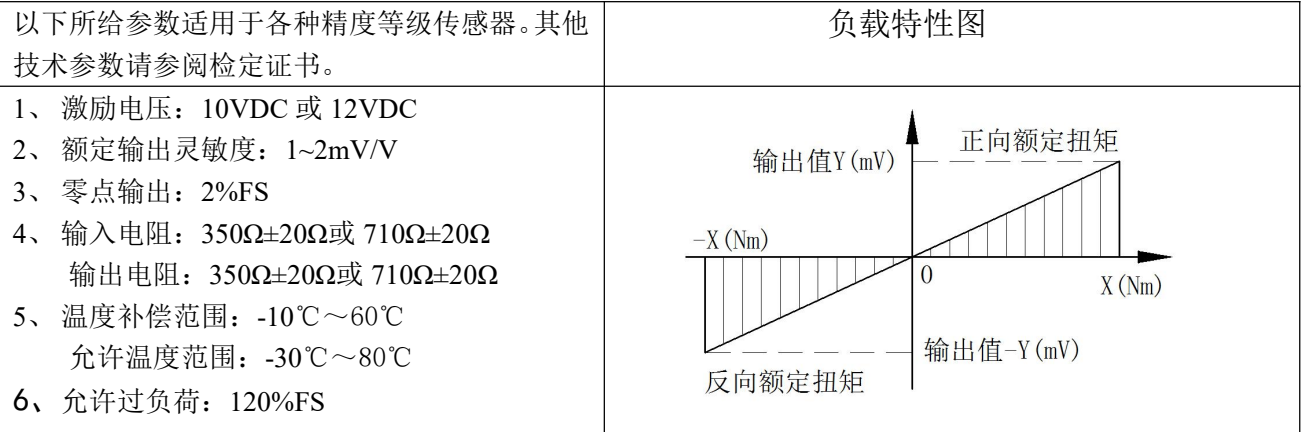 以下所给参数适用于各种精度等级传感器。其他
技术参数请参阅检定证书。
1、 激励电压：10VDC 或 12VDC
2、 额定输出灵敏度：1~2mV/V
3、 零点输出：2%FS
4、 输入电阻：350Ω±20Ω或 710Ω±20Ω
输出电阻：350Ω±20Ω或 710Ω±20Ω
5、 温度补偿范围：-10℃～60℃
允许温度范围：-30℃～80℃
6、允许过负荷：120%FS
负载特性图
正向额定扭矩
输出值Y(mV)
-X(Nm)
0
X(Nm)
输出值-Y(mV)
反向额定扭矩